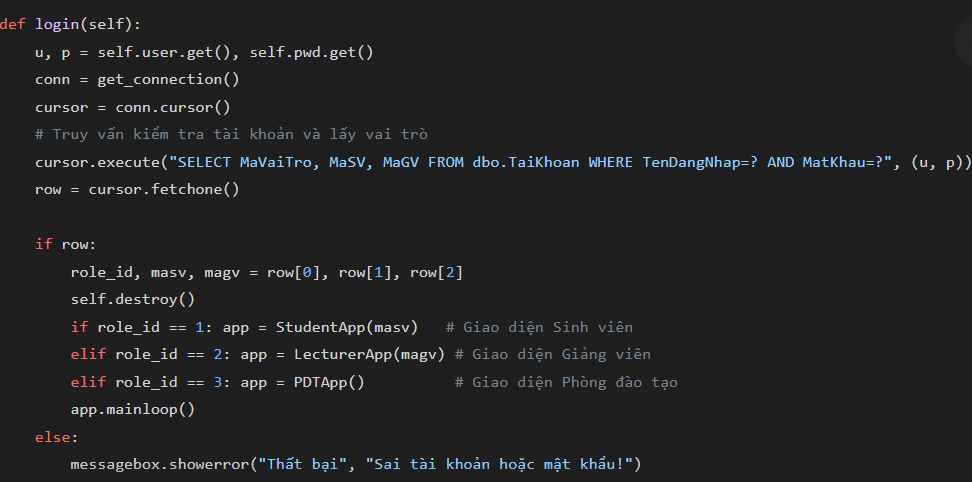 def login(self):
    u, p = self.user.get(), self.pwd.get()
    conn = get_connection()
    cursor = conn.cursor()
    # Truy vấn kiểm tra tài khoản và lấy vai trò
    cursor.execute("SELECT MaVaiTro, MaSV, MaGV FROM dbo.TaiKhoan WHERE TenDangNhap=? AND MatKhau=?", (u, p))
    row = cursor.fetchone()

    if row:
        role_id, masv, magv = row[0], row[1], row[2]
        self.destroy()
        if role_id == 1: app = StudentApp(masv)   # Giao diện Sinh viên
        elif role_id == 2: app = LecturerApp(magv) # Giao diện Giảng viên
        elif role_id == 3: app = PDTApp()          # Giao diện Phòng đào tạo
        app.mainloop()
    else:
        messagebox.showerror("Thất bại", "Sai tài khoản hoặc mật khẩu!")